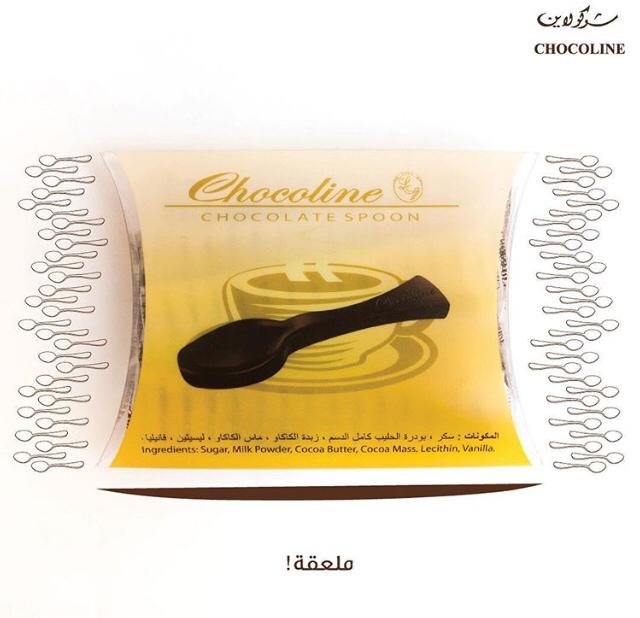 شوكولاين
CHOCOLINE
Chocoline
CHOCOLATE SPOON
Chocoline
المكونات : سكر ، بودرة الحليب كامل الدسم ، زبدة الكاكاو ، ماس الكاكاو ، ليسيثين ، فانيليا .
Ingredients: Sugar, Milk Powder, Cocoa Butter, Cocoa Mass, Lecithin, Vanilla.
ملعقة!